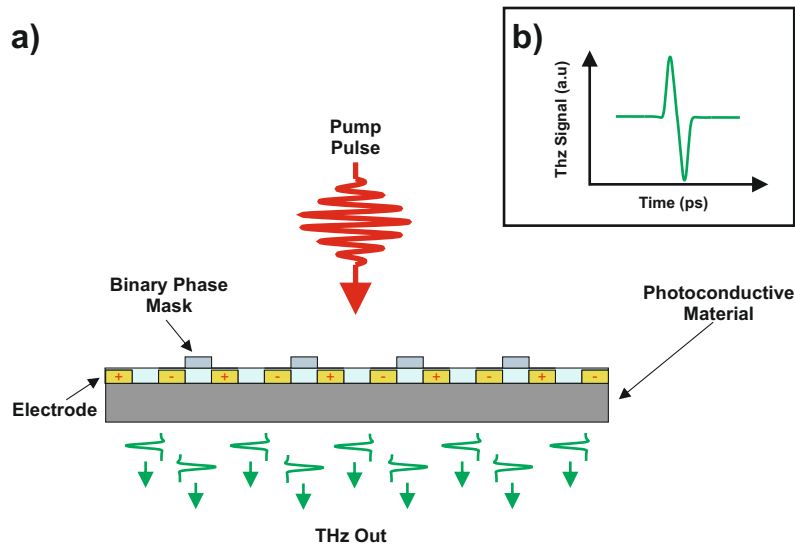 a)
b)
Thz Signal (a.u)
Time (ps)
Pump
Pulse
Binary Phase
Mask
Photoconductive
Material
+ - + - + - + - + -
Electrode
THz Out